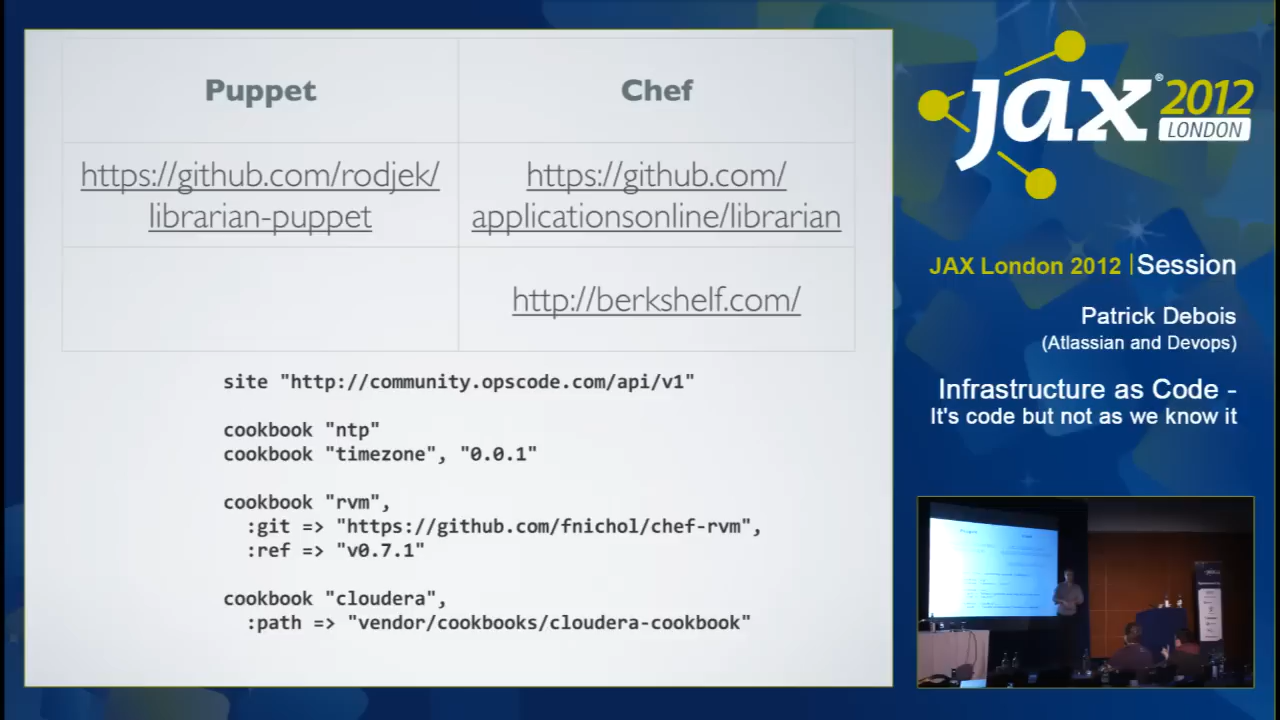 Puppet
Chef
https://github.com/rodjek/
librarian-puppet
https://github.com/
applicationsonline/librarian
http://berkshelf.com/
site "http://community.opscode.com/api/v1"
cookbook "ntp"
cookbook "timezone", "0.0.1"
cookbook "rvm",
:git => "https://github.com/fnichol/chef-rvm",
:ref => "v0.7.1"
cookbook "cloudera",
:path => "vendor/cookbooks/cloudera-cookbook"
jax® 2012
LONDON
JAX London 2012 | Session
Patrick Debois
(Atlassian and Devops)
Infrastructure as Code -
It's code but not as we know it